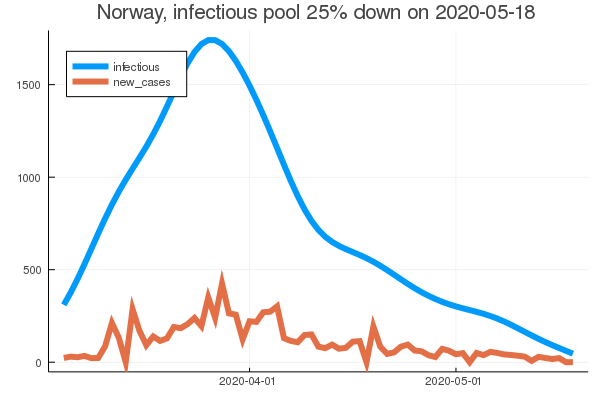 Norway, infectious pool 25% down on 2020-05-18
infectious
new_cases
1500
1000
500
0
2020-04-01 2020-05-01